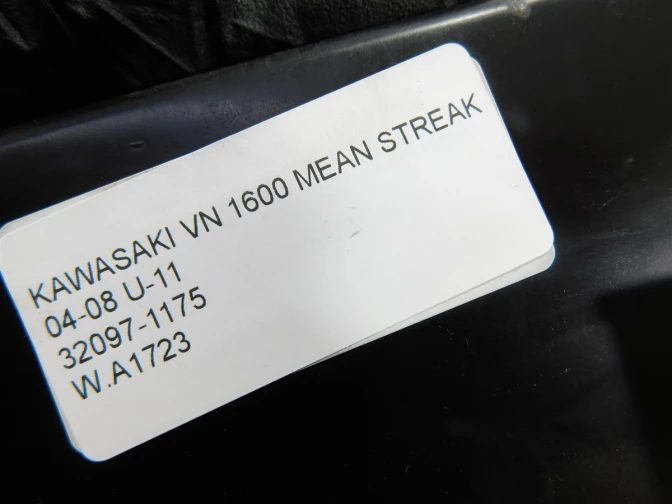 KAWASAKI VN 1600 MEAN STREAK
04-08 U-11
32097-1175
W.A1723